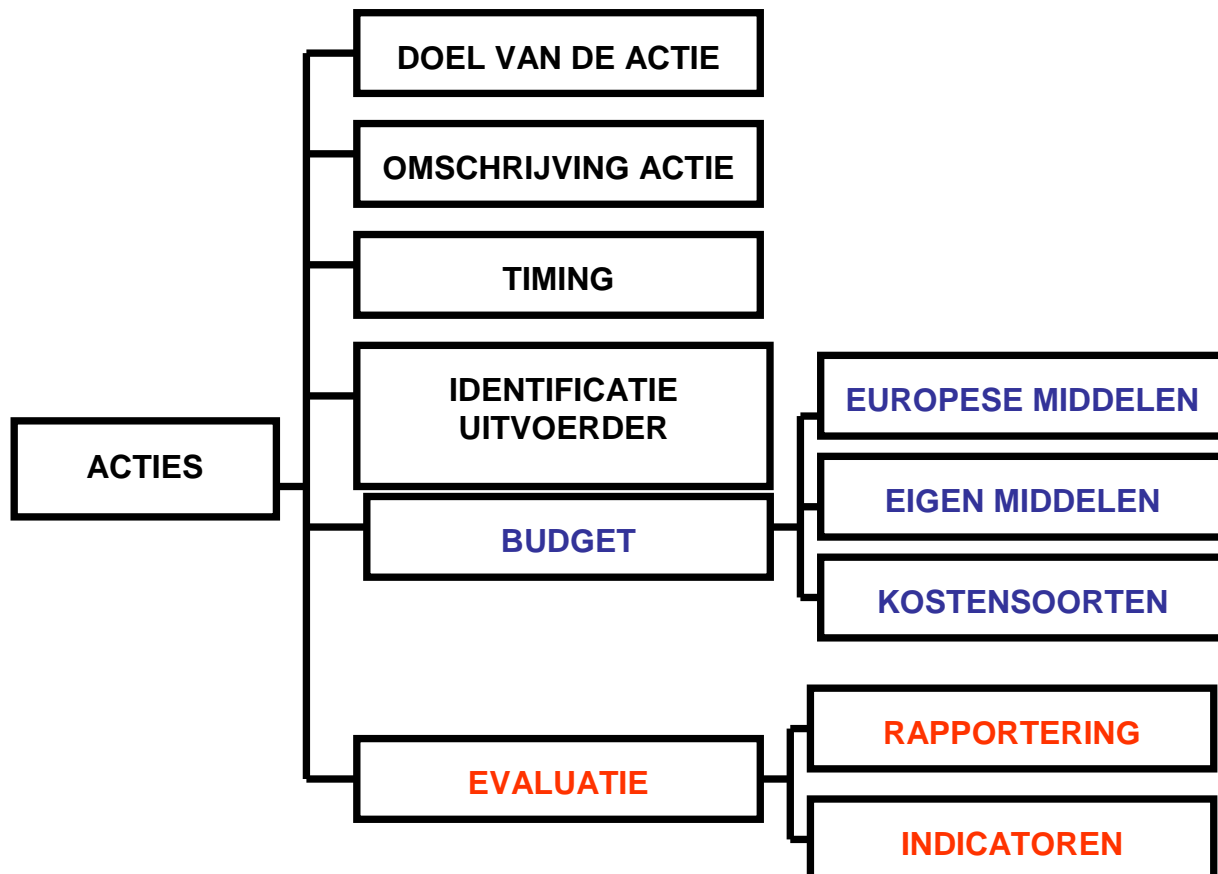 DOEL VAN DE ACTIE
OMSCHRIJVING ACTIE
TIMING
IDENTIFICATIE
UITVOERDER
ACTIES
BUDGET
EUROPESE MIDDELEN
EIGEN MIDDELEN
KOSTENSOORTEN
EVALUATIE
RAPPORTERING
INDICATOREN